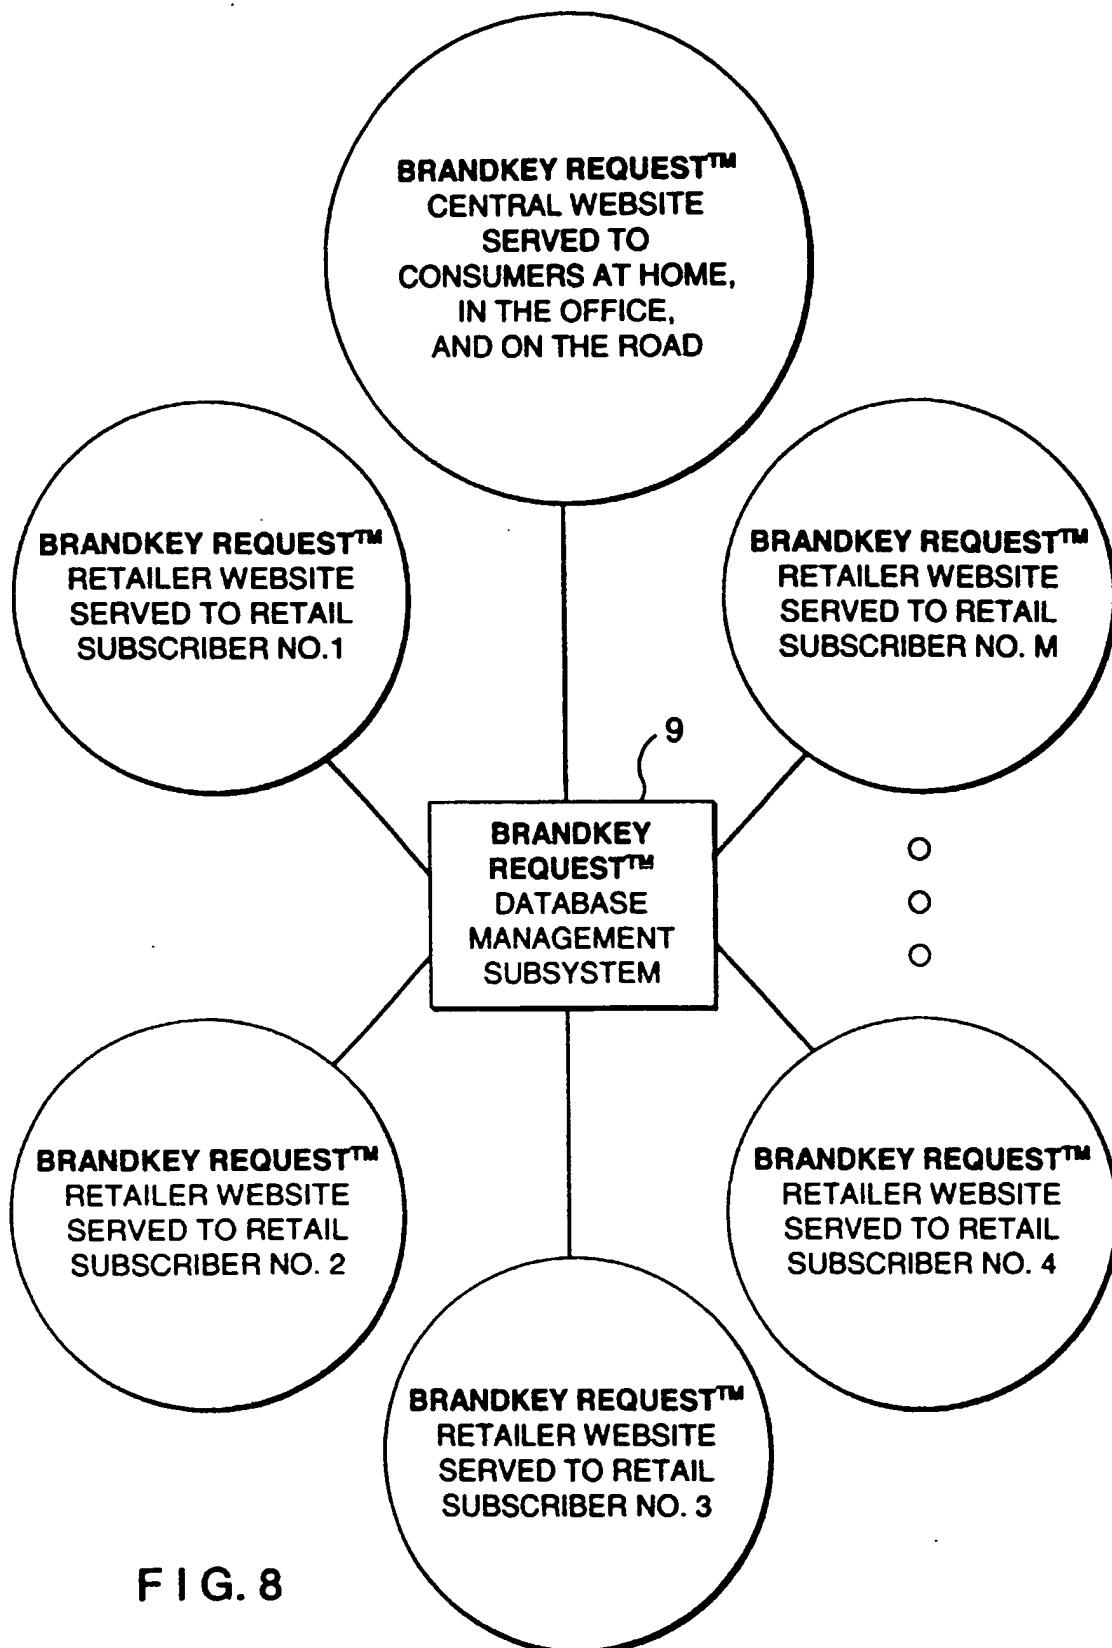 BRANDKEY REQUEST™
CENTRAL WEBSITE
SERVED TO
CONSUMERS AT HOME,
IN THE OFFICE,
AND ON THE ROAD
BRANDKEY REQUEST™
RETAILER WEBSITE
SERVED TO RETAIL
SUBSCRIBER NO.1
BRANDKEY REQUEST™
RETAILER WEBSITE
SERVED TO RETAIL
SUBSCRIBER NO. M
9
BRANDKEY
REQUEST™
DATABASE
MANAGEMENT
SUBSYSTEM
BRANDKEY REQUEST™
RETAILER WEBSITE
SERVED TO RETAIL
SUBSCRIBER NO. 2
BRANDKEY REQUEST™
RETAILER WEBSITE
SERVED TO RETAIL
SUBSCRIBER NO. 4
BRANDKEY REQUEST™
RETAILER WEBSITE
SERVED TO RETAIL
SUBSCRIBER NO. 3
FIG. 8